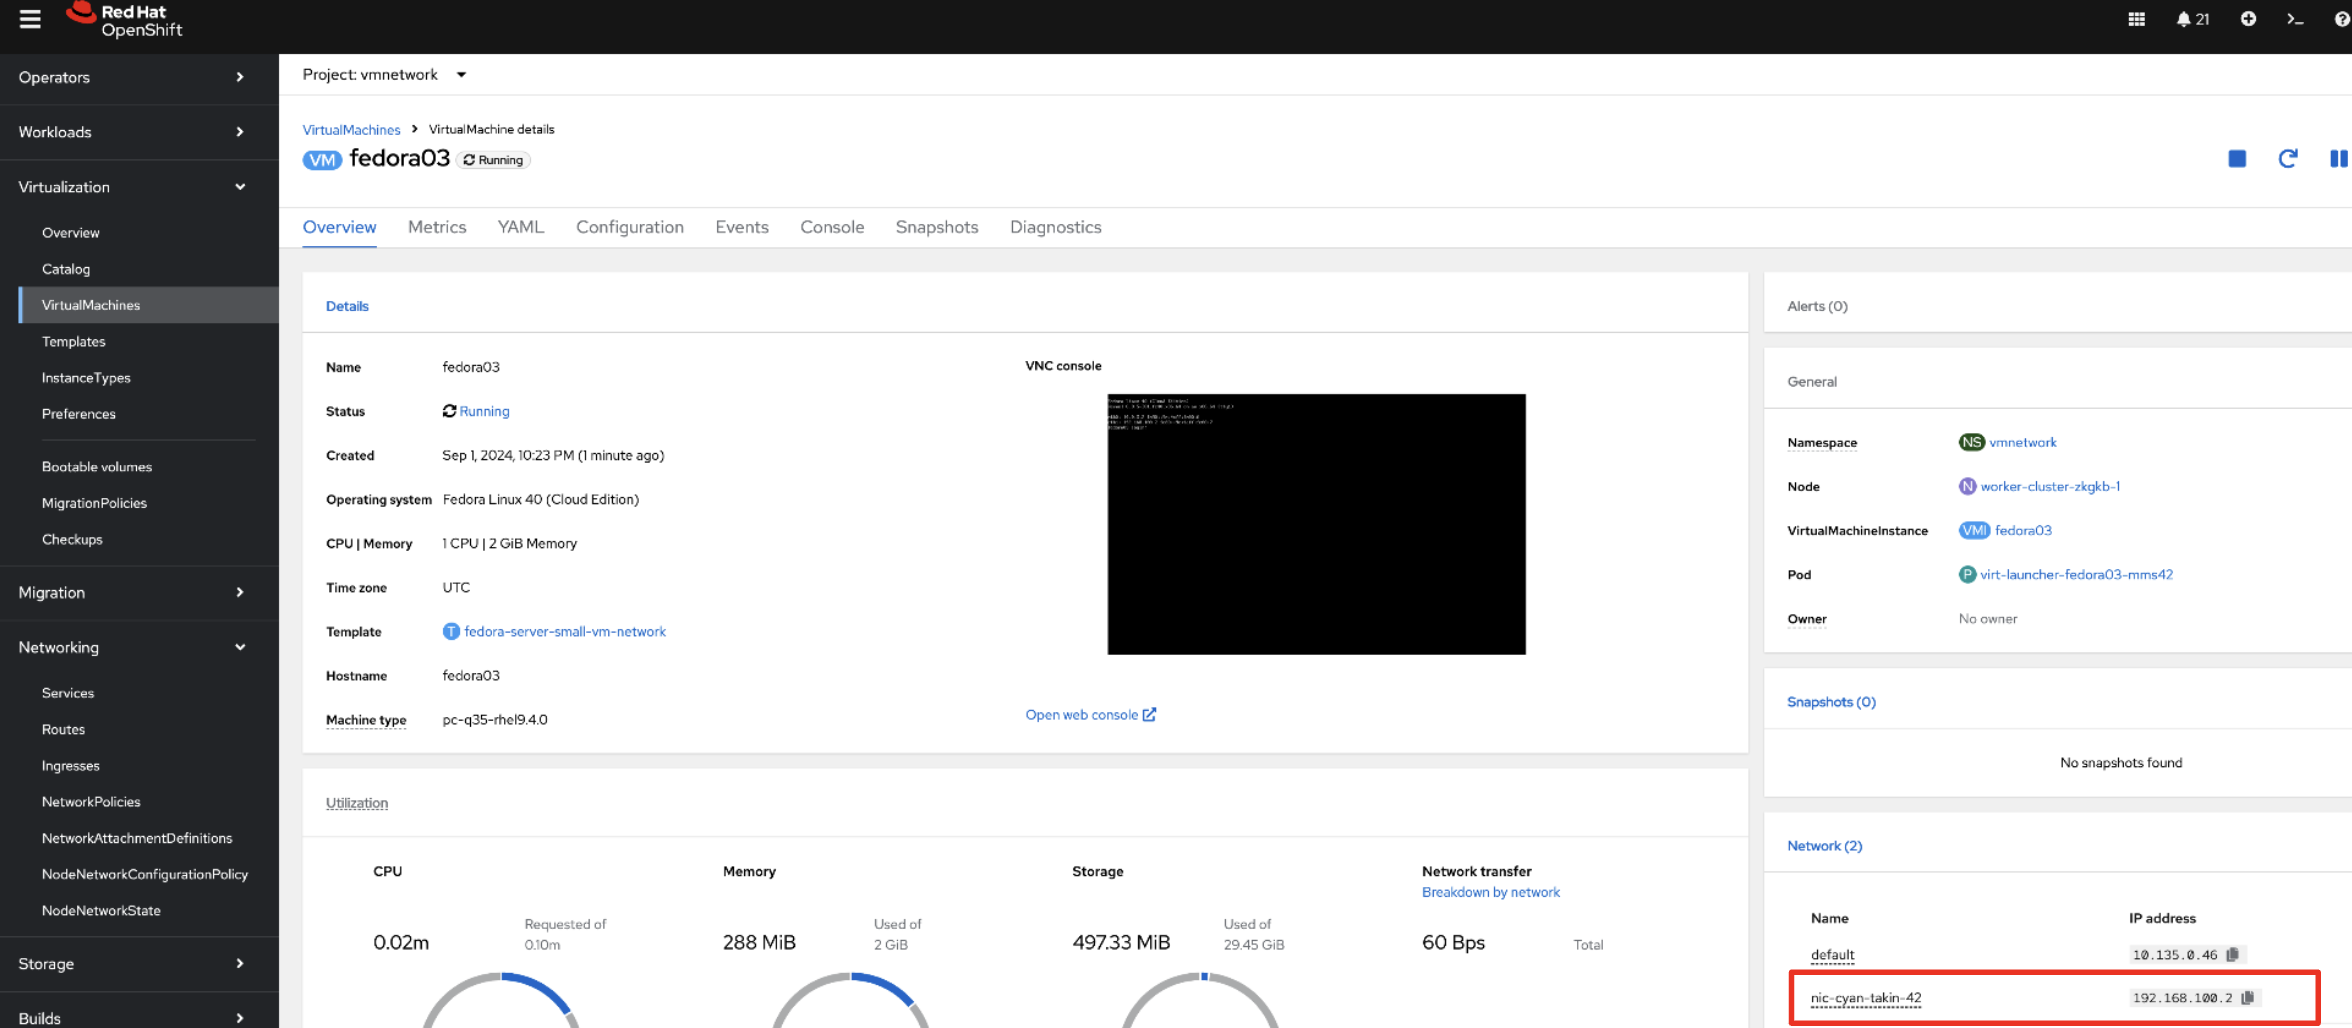 Red Hat
OpenShift
21
Operators
Workloads
Virtualization
Overview
Catalog
VirtualMachines
Templates
InstanceTypes
Preferences
Bootable volumes
MigrationPolicies
Checkups
Migration
Networking
Services
Routes
Ingresses
NetworkPolicies
NetworkAttachmentDefinitions
NodeNetworkConfigurationPolicy
NodeNetworkState
Storage
Builds
Project: vmnetwork
VirtualMachines > VirtualMachine details
VM fedora03 Running
Overview Metrics YAML Configuration Events Console Snapshots Diagnostics
Details
Name fedora03
Status Running
Created Sep 1, 2024, 10:23 PM (1 minute ago)
Operating system Fedora Linux 40 (Cloud Edition)
CPU | Memory 1 CPU | 2 GiB Memory
Time zone UTC
Template T fedora-server-small-vm-network
Hostname fedora03
Machine type pc-q35-rhel9.4.0
VNC console
Open web console
Utilization
CPU
0.02m
Requested of
0.10m
Memory
288 MiB
Used of
2 GiB
Storage
497.33 MiB
Used of
29.45 GiB
Network transfer
Breakdown by network
60 Bps
Total
Alerts (0)
General
Namespace NS vmnetwork
Node N worker-cluster-zkgkb-1
VirtualMachineInstance VMI fedora03
Pod P virt-launcher-fedora03-mms42
Owner No owner
Snapshots (0)
No snapshots found
Network (2)
Name IP address
default 10.135.0.46
nic-cyan-takin-42 192.168.100.2